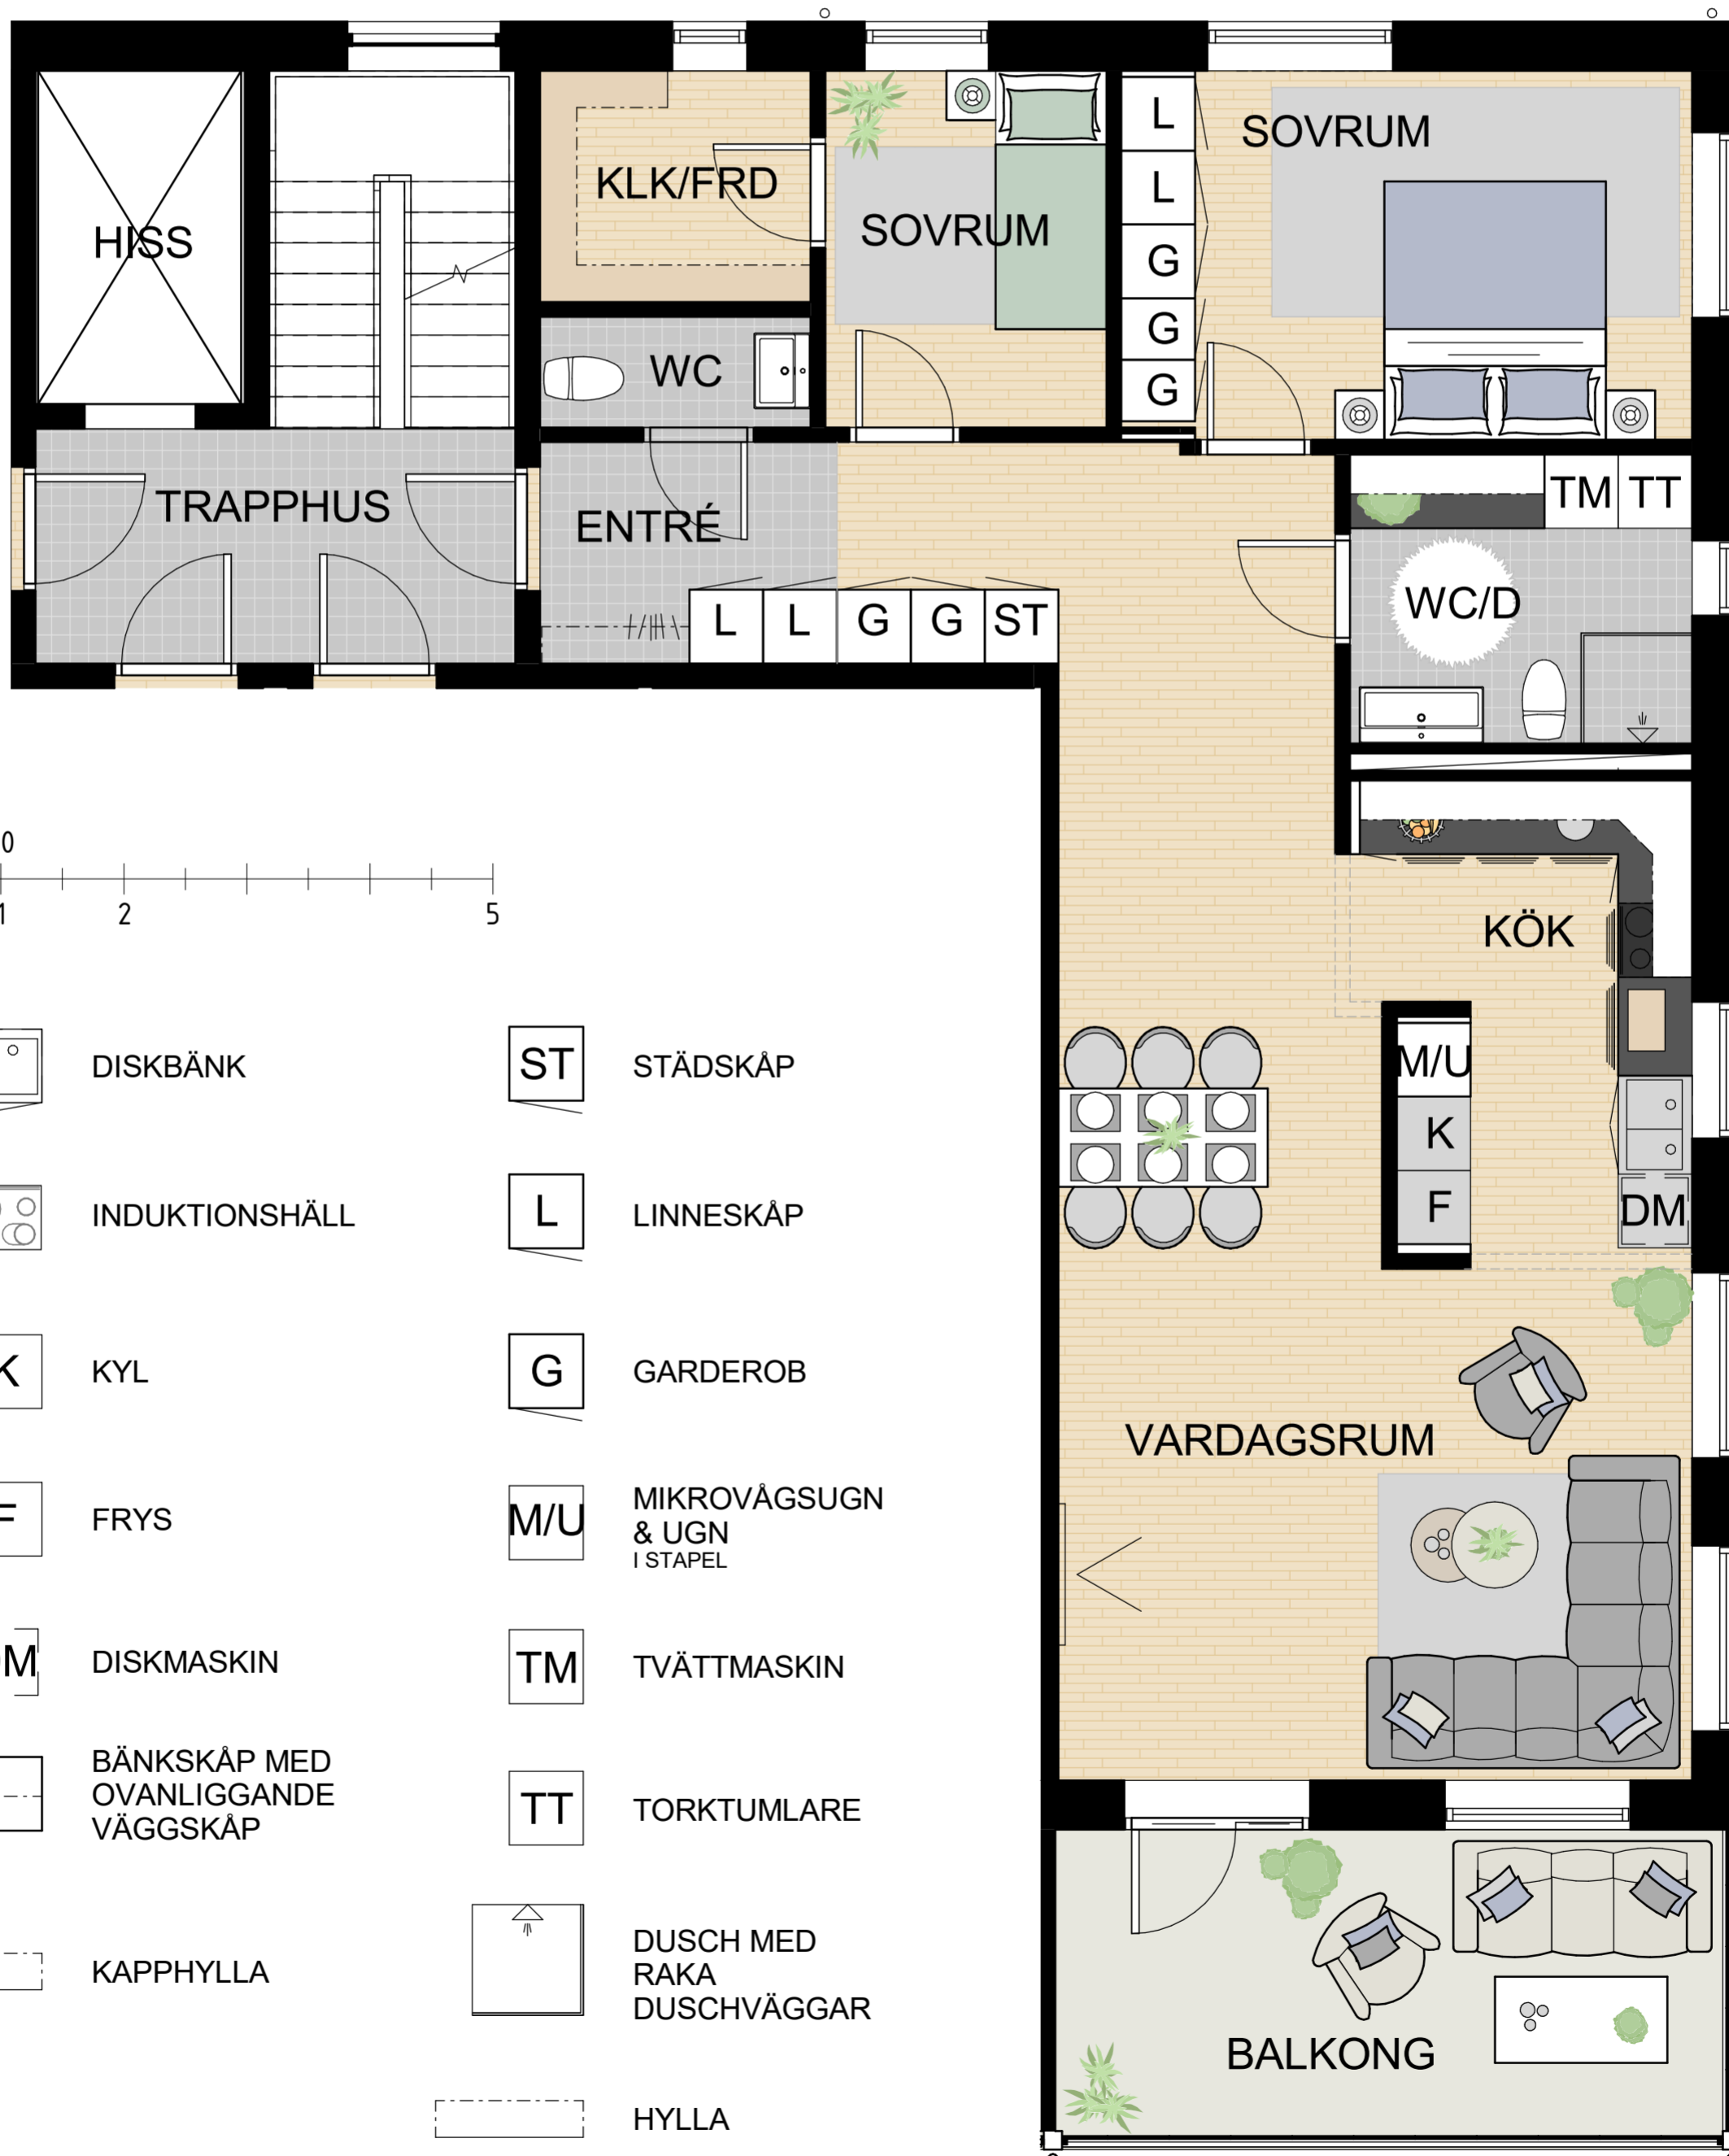 HISS
KLK/FRD
SOVRUM
L
L
G
G
G
SOVRUM
WC
TRAPPHUS
ENTRÉ
L
L
G
G
ST
TM
TT
WC/D
KÖK
M/U
K
F
DM
VARDAGSRUM
BALKONG
0
1
2
5
DISKBÄNK
INDUKTIONSHÄLL
K
KYL
F
FRYS
M
DISKMASKIN
BÄNKSKÅP MED
OVANLIGGANDE
VÄGGSKÅP
KAPPHYLLA
ST
STÄDSKÅP
L
LINNESKÅP
G
GARDEROB
M/U
MIKROVÅGSUGN
& UGN
I STAPEL
TM
TVÄTTMASKIN
TT
TORKTUMLARE
DUSCH MED
RAKA
DUSCHVÄGGAR
HYLLA